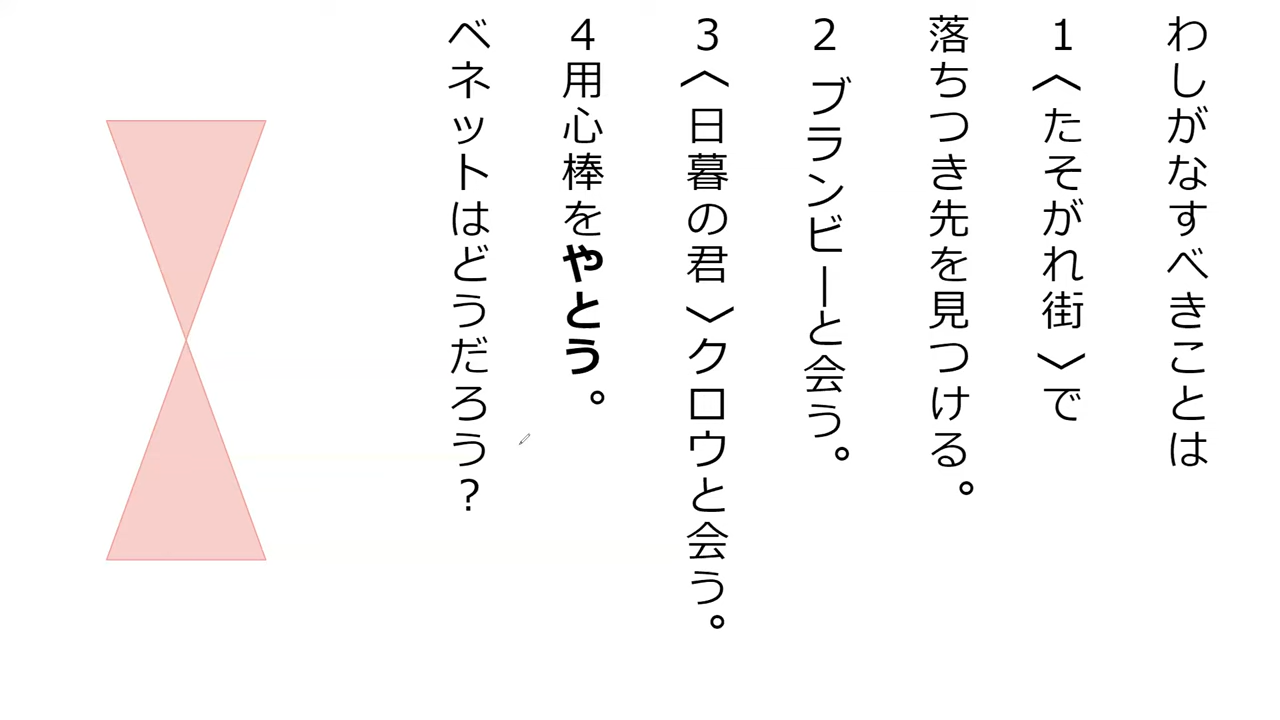 わしがなすべきことは
1〈たそがれ街〉で
落ちつき先を見つける。
2 ブランビーと会う。
3〈日暮の君〉クロウと会う。
4用心棒をやとう。
ベネットはどうだろう?